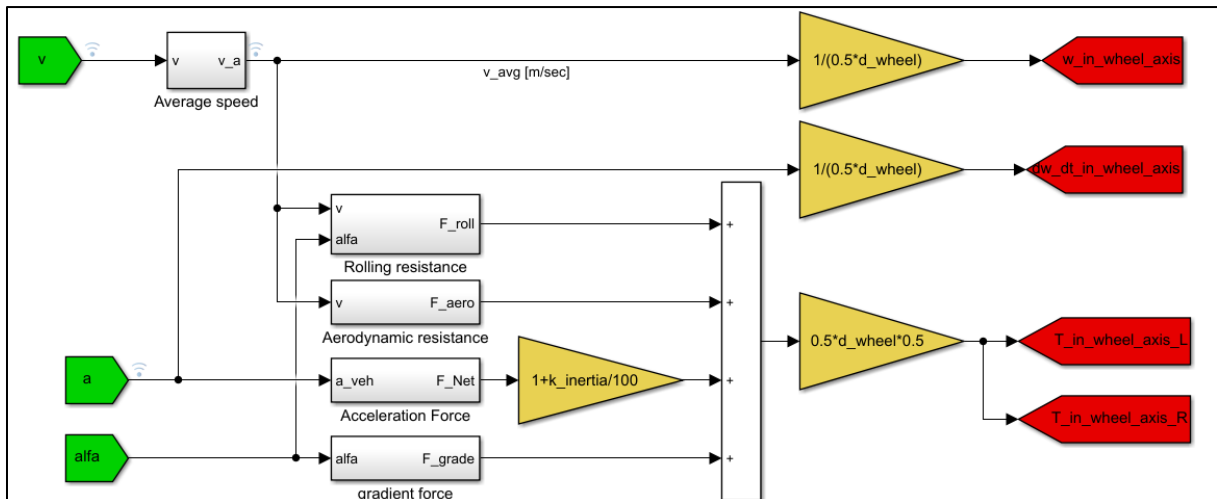 v
v
v_a
Average speed
v_avg [m/sec]
1/(0.5*d_wheel)
w_in_wheel_axis
1/(0.5*d_wheel)
dw_dt_in_wheel_axis
v
alfa
F_roll
Rolling resistance
+
v
F_aero
Aerodynamic resistance
+
0.5*d_wheel*0.5
T_in_wheel_axis_L
a
a_veh
F_Net
Acceleration Force
1+k_inertia/100
+
T_in_wheel_axis_R
alfa
alfa
F_grade
gradient force
+